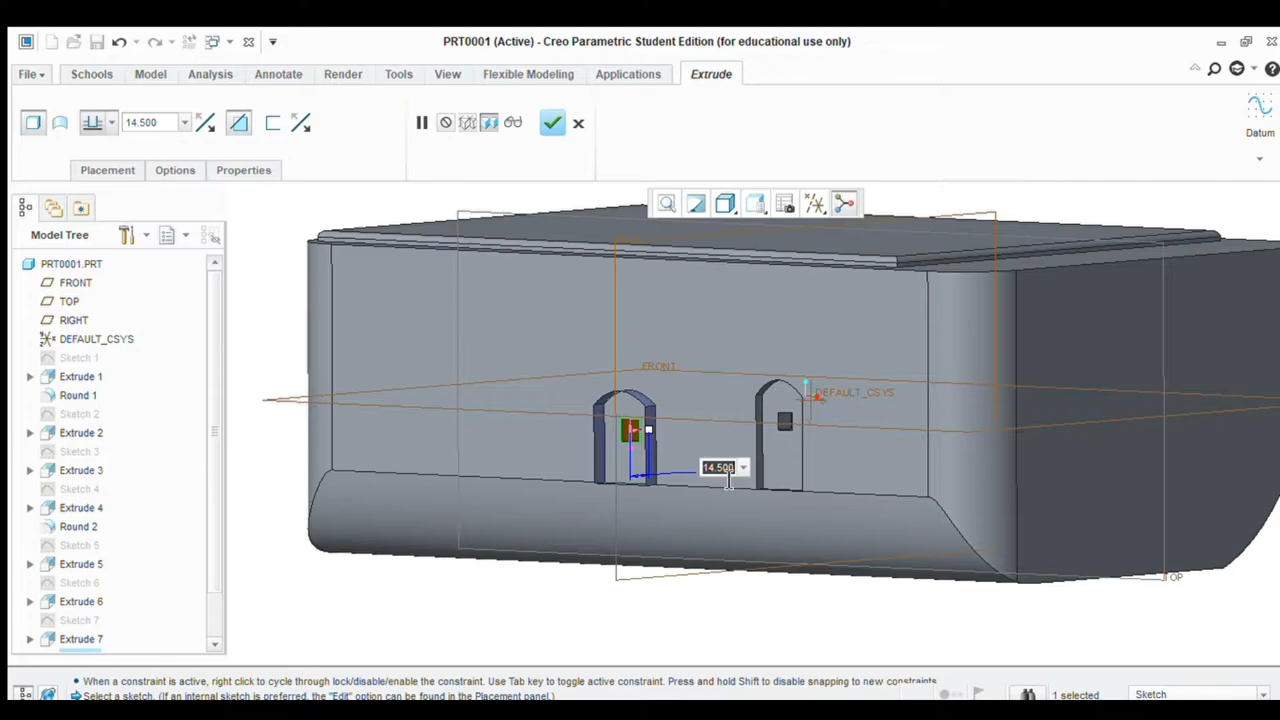 PRT0001 (Active) - Creo Parametric Student Edition (for educational use only)
File Schools Model Analysis Annotate Render Tools View Flexible Modeling Applications Extrude
14.500
Datum
Placement Options Properties
Model Tree
PRT0001.PRT
FRONT
TOP
RIGHT
DEFAULT_CSYS
Sketch 1
Extrude 1
Round 1
Sketch 2
Extrude 2
Sketch 3
Extrude 3
Sketch 4
Extrude 4
Round 2
Sketch 5
Extrude 5
Sketch 6
Extrude 6
Sketch 7
Extrude 7
FRONT
DEFAULT_CSYS
14.500
TOP
When a constraint is active, right click to cycle through lock/disable/enable the constraint. Use Tab key to toggle active constraint. Press and hold Shift to disable snapping to new constraints.
Select a sketch. (If an internal sketch is preferred, the "Edit" option can be found in the Placement panel.)
1 selected
Sketch